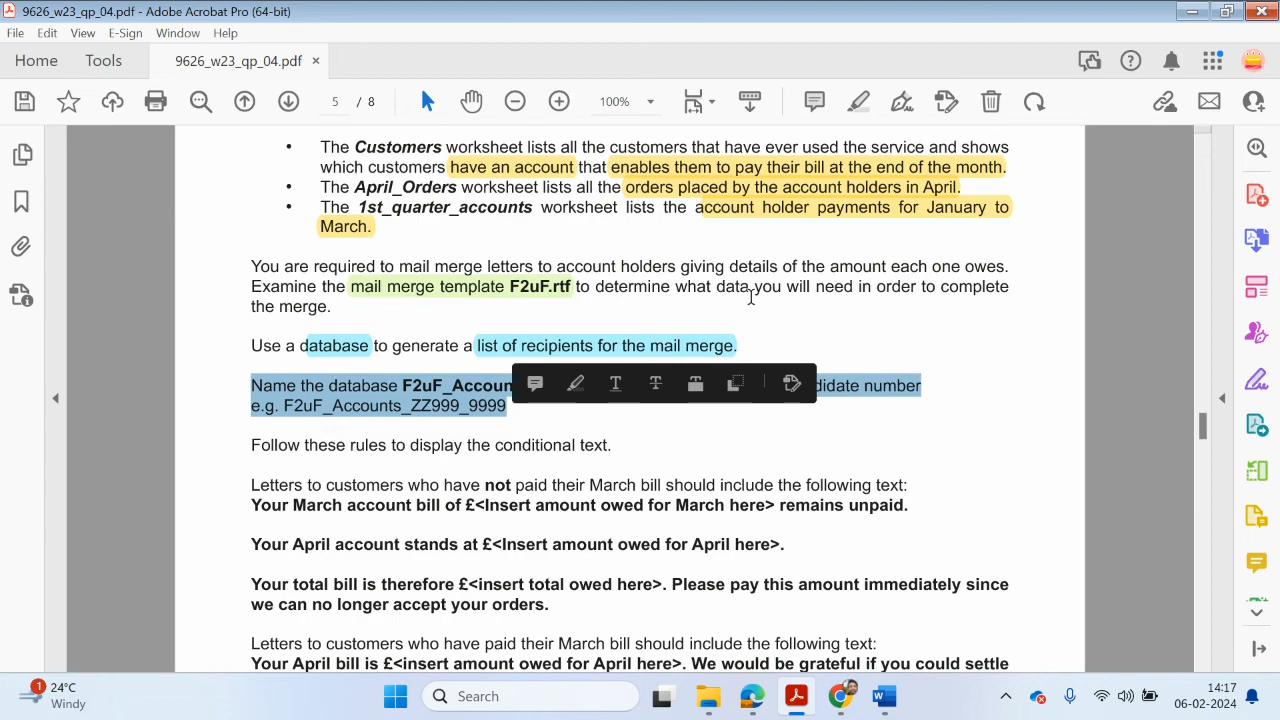 9626_w23_qp_04.pdf - Adobe Acrobat Pro (64-bit)
File Edit View E-Sign Window Help
Home Tools 9626_w23_qp_04.pdf ×
5 / 8 100%
• The Customers worksheet lists all the customers that have ever used the service and shows
which customers have an account that enables them to pay their bill at the end of the month.
• The April_Orders worksheet lists all the orders placed by the account holders in April.
• The 1st_quarter_accounts worksheet lists the account holder payments for January to
March.
You are required to mail merge letters to account holders giving details of the amount each one owes.
Examine the mail merge template F2uF.rtf to determine what data you will need in order to complete
the merge.
Use a database to generate a list of recipients for the mail merge.
Name the database F2uF_Accoun didate number
e.g. F2uF_Accounts_ZZ999_9999
Follow these rules to display the conditional text.
Letters to customers who have not paid their March bill should include the following text:
Your March account bill of £<Insert amount owed for March here> remains unpaid.
Your April account stands at £<Insert amount owed for April here>.
Your total bill is therefore £<insert total owed here>. Please pay this amount immediately since
we can no longer accept your orders.
Letters to customers who have paid their March bill should include the following text:
Your April bill is £<insert amount owed for April here>. We would be grateful if you could settle
1 24°C
Windy
Search
14:17
06-02-2024